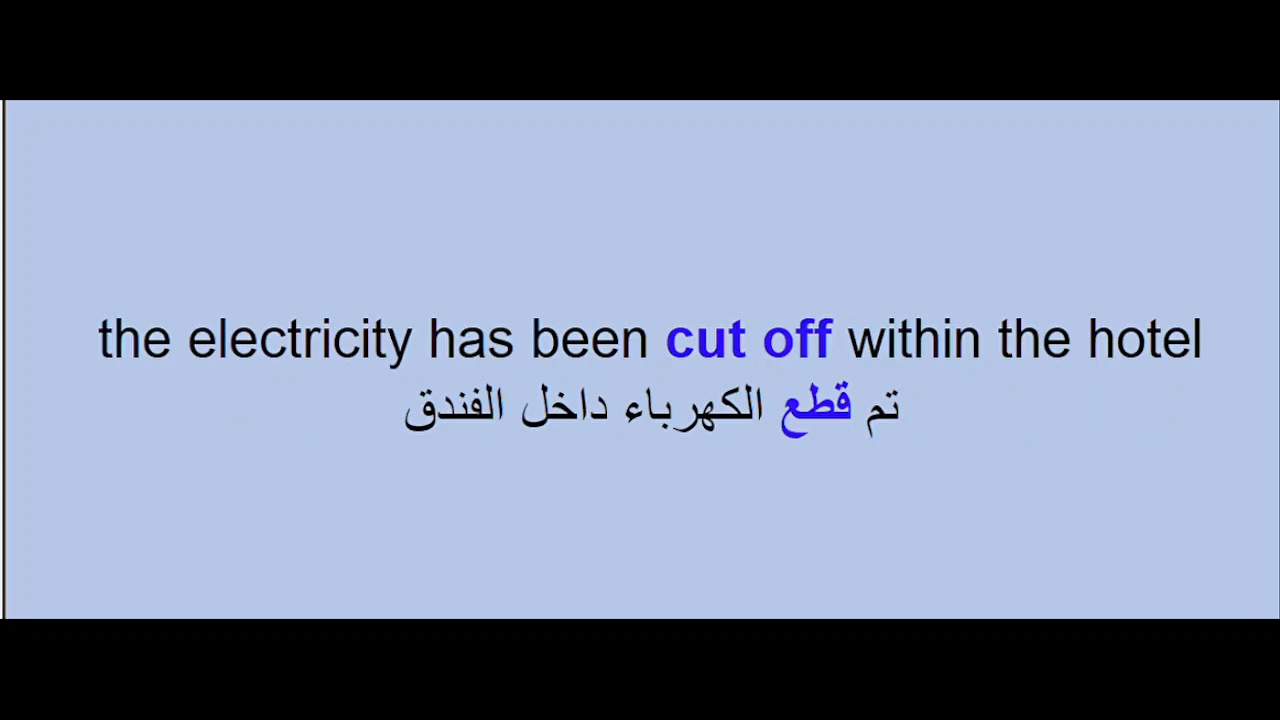 the electricity has been cut off within the hotel
تم قطع الكهرباء داخل الفندق